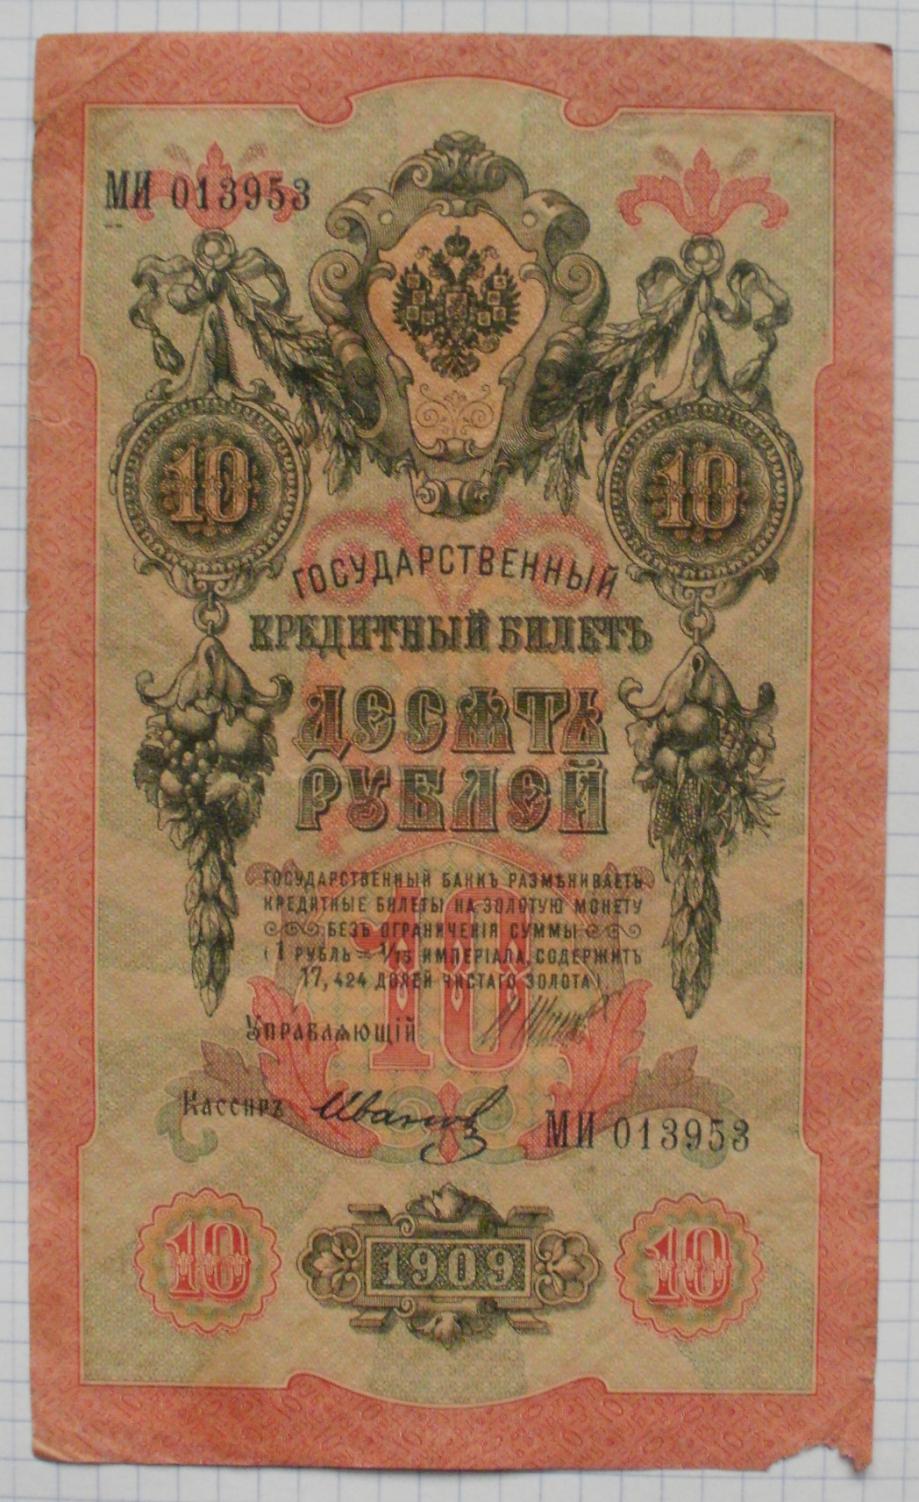 МИ 013953
10 10
ГОСУДАРСТВЕННЫЙ
КРЕДИТНЫЙ БИЛЕТЪ
ДЕСЯТЬ
РУБЛЕЙ
ГОСУДАРСТВЕННЫЙ БАНКЪ РАЗМѢНИВАЕТЪ
КРЕДИТНЫЕ БИЛЕТЫ НА ЗОЛОТУЮ МОНЕТУ
БЕЗЪ ОГРАНИЧЕНІЯ СУММЫ
(1 РУБЛЬ = 1/15 ИМПЕРІАЛА, СОДЕРЖИТЪ
17,424 ДОЛЕЙ ЧИСТАГО ЗОЛОТА)
10
Управляющій
Кассиръ Иванов
МИ 013953
10 1909 10